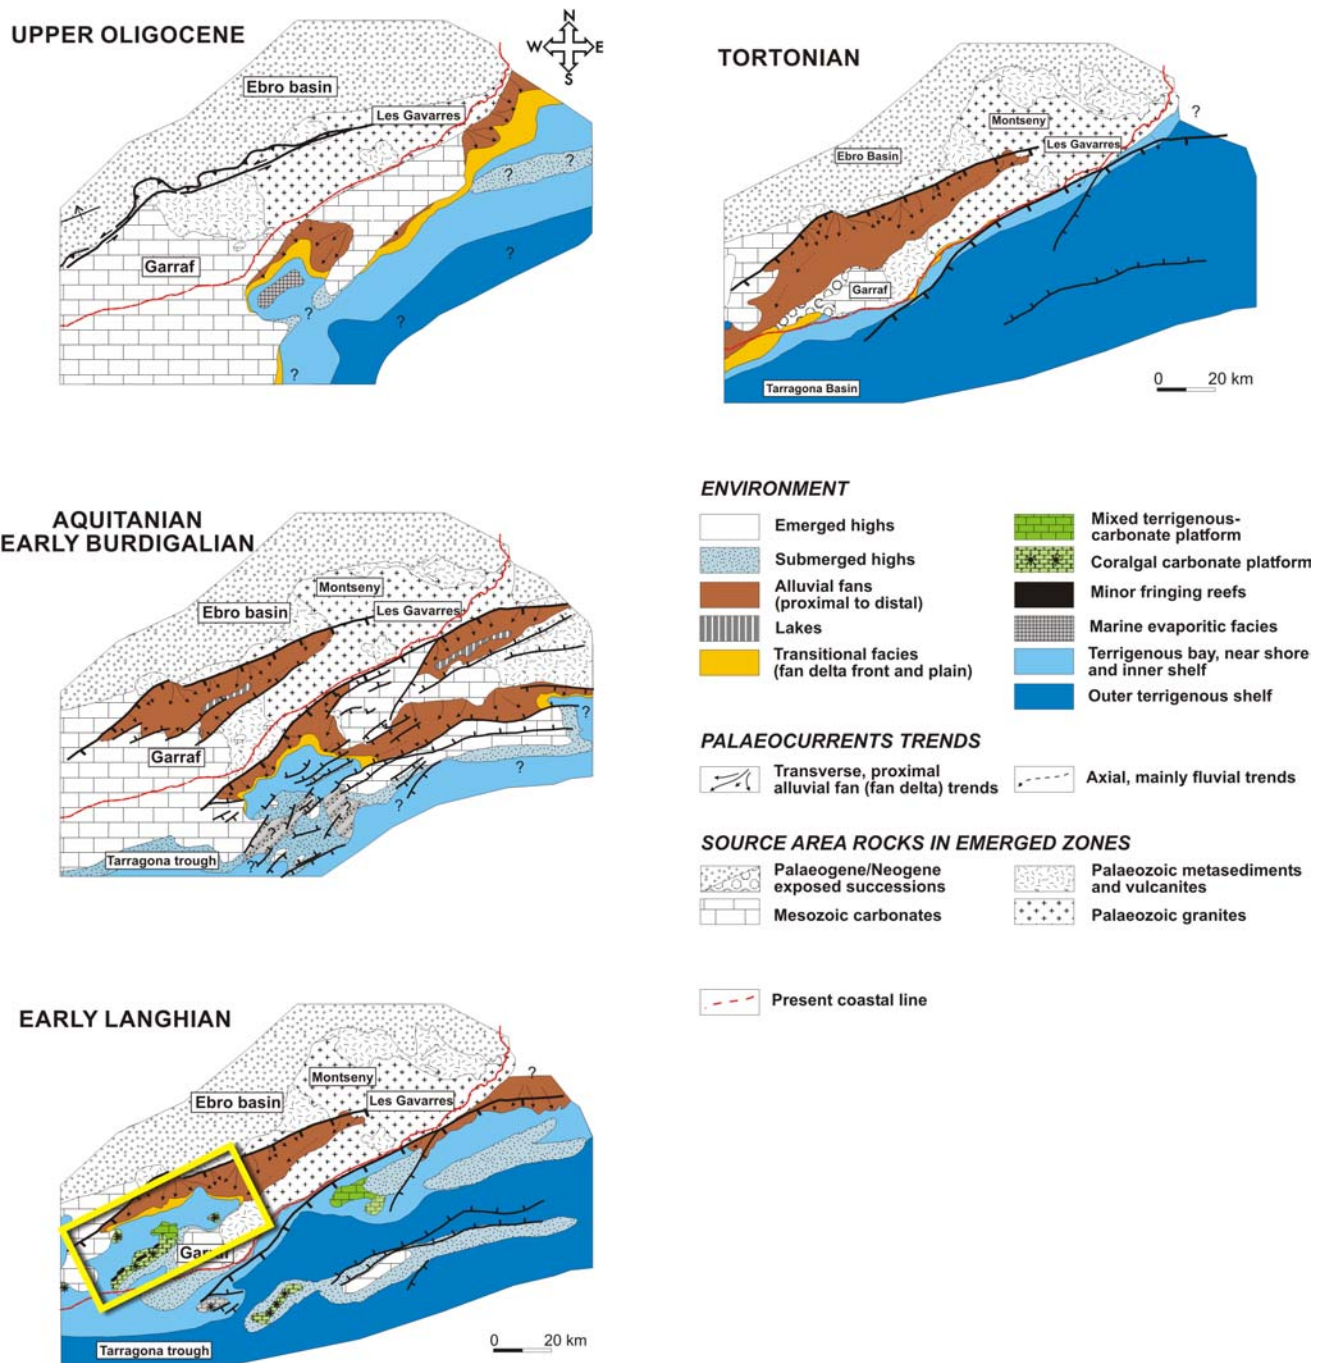 UPPER OLIGOCENE
N
W E
S
Ebro basin
Les Gavarres
Garraf
?
?
?
?
?
TORTONIAN
?
Montseny
Les Gavarres
Ebro Basin
Garraf
Tarragona Basin
0 20 km
AQUITANIAN
EARLY BURDIGALIAN
Montseny
Ebro basin
Les Gavarres
Garraf
?
?
?
?
Tarragona trough
ENVIRONMENT
Emerged highs
Submerged highs
Alluvial fans
(proximal to distal)
Lakes
Transitional facies
(fan delta front and plain)
Mixed terrigenous-
carbonate platform
Coralgal carbonate platform
Minor fringing reefs
Marine evaporitic facies
Terrigenous bay, near shore
and inner shelf
Outer terrigenous shelf
PALAEOCURRENTS TRENDS
Transverse, proximal
alluvial fan (fan delta) trends
Axial, mainly fluvial trends
SOURCE AREA ROCKS IN EMERGED ZONES
Palaeogene/Neogene
exposed successions
Mesozoic carbonates
Palaeozoic metasediments
and vulcanites
Palaeozoic granites
Present coastal line
EARLY LANGHIAN
?
Montseny
Ebro basin
Les Gavarres
Garraf
Tarragona trough
0 20 km